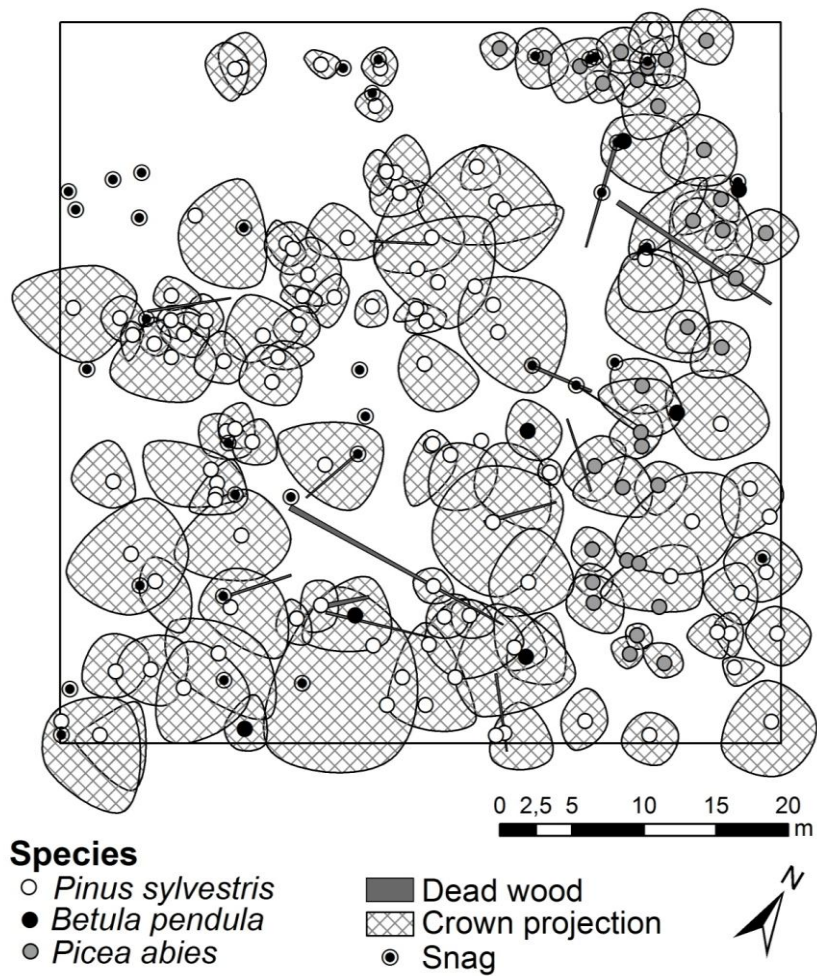 0 2,5 5 10 15 20
m
Species
Pinus sylvestris
Betula pendula
Picea abies
Dead wood
Crown projection
Snag
N